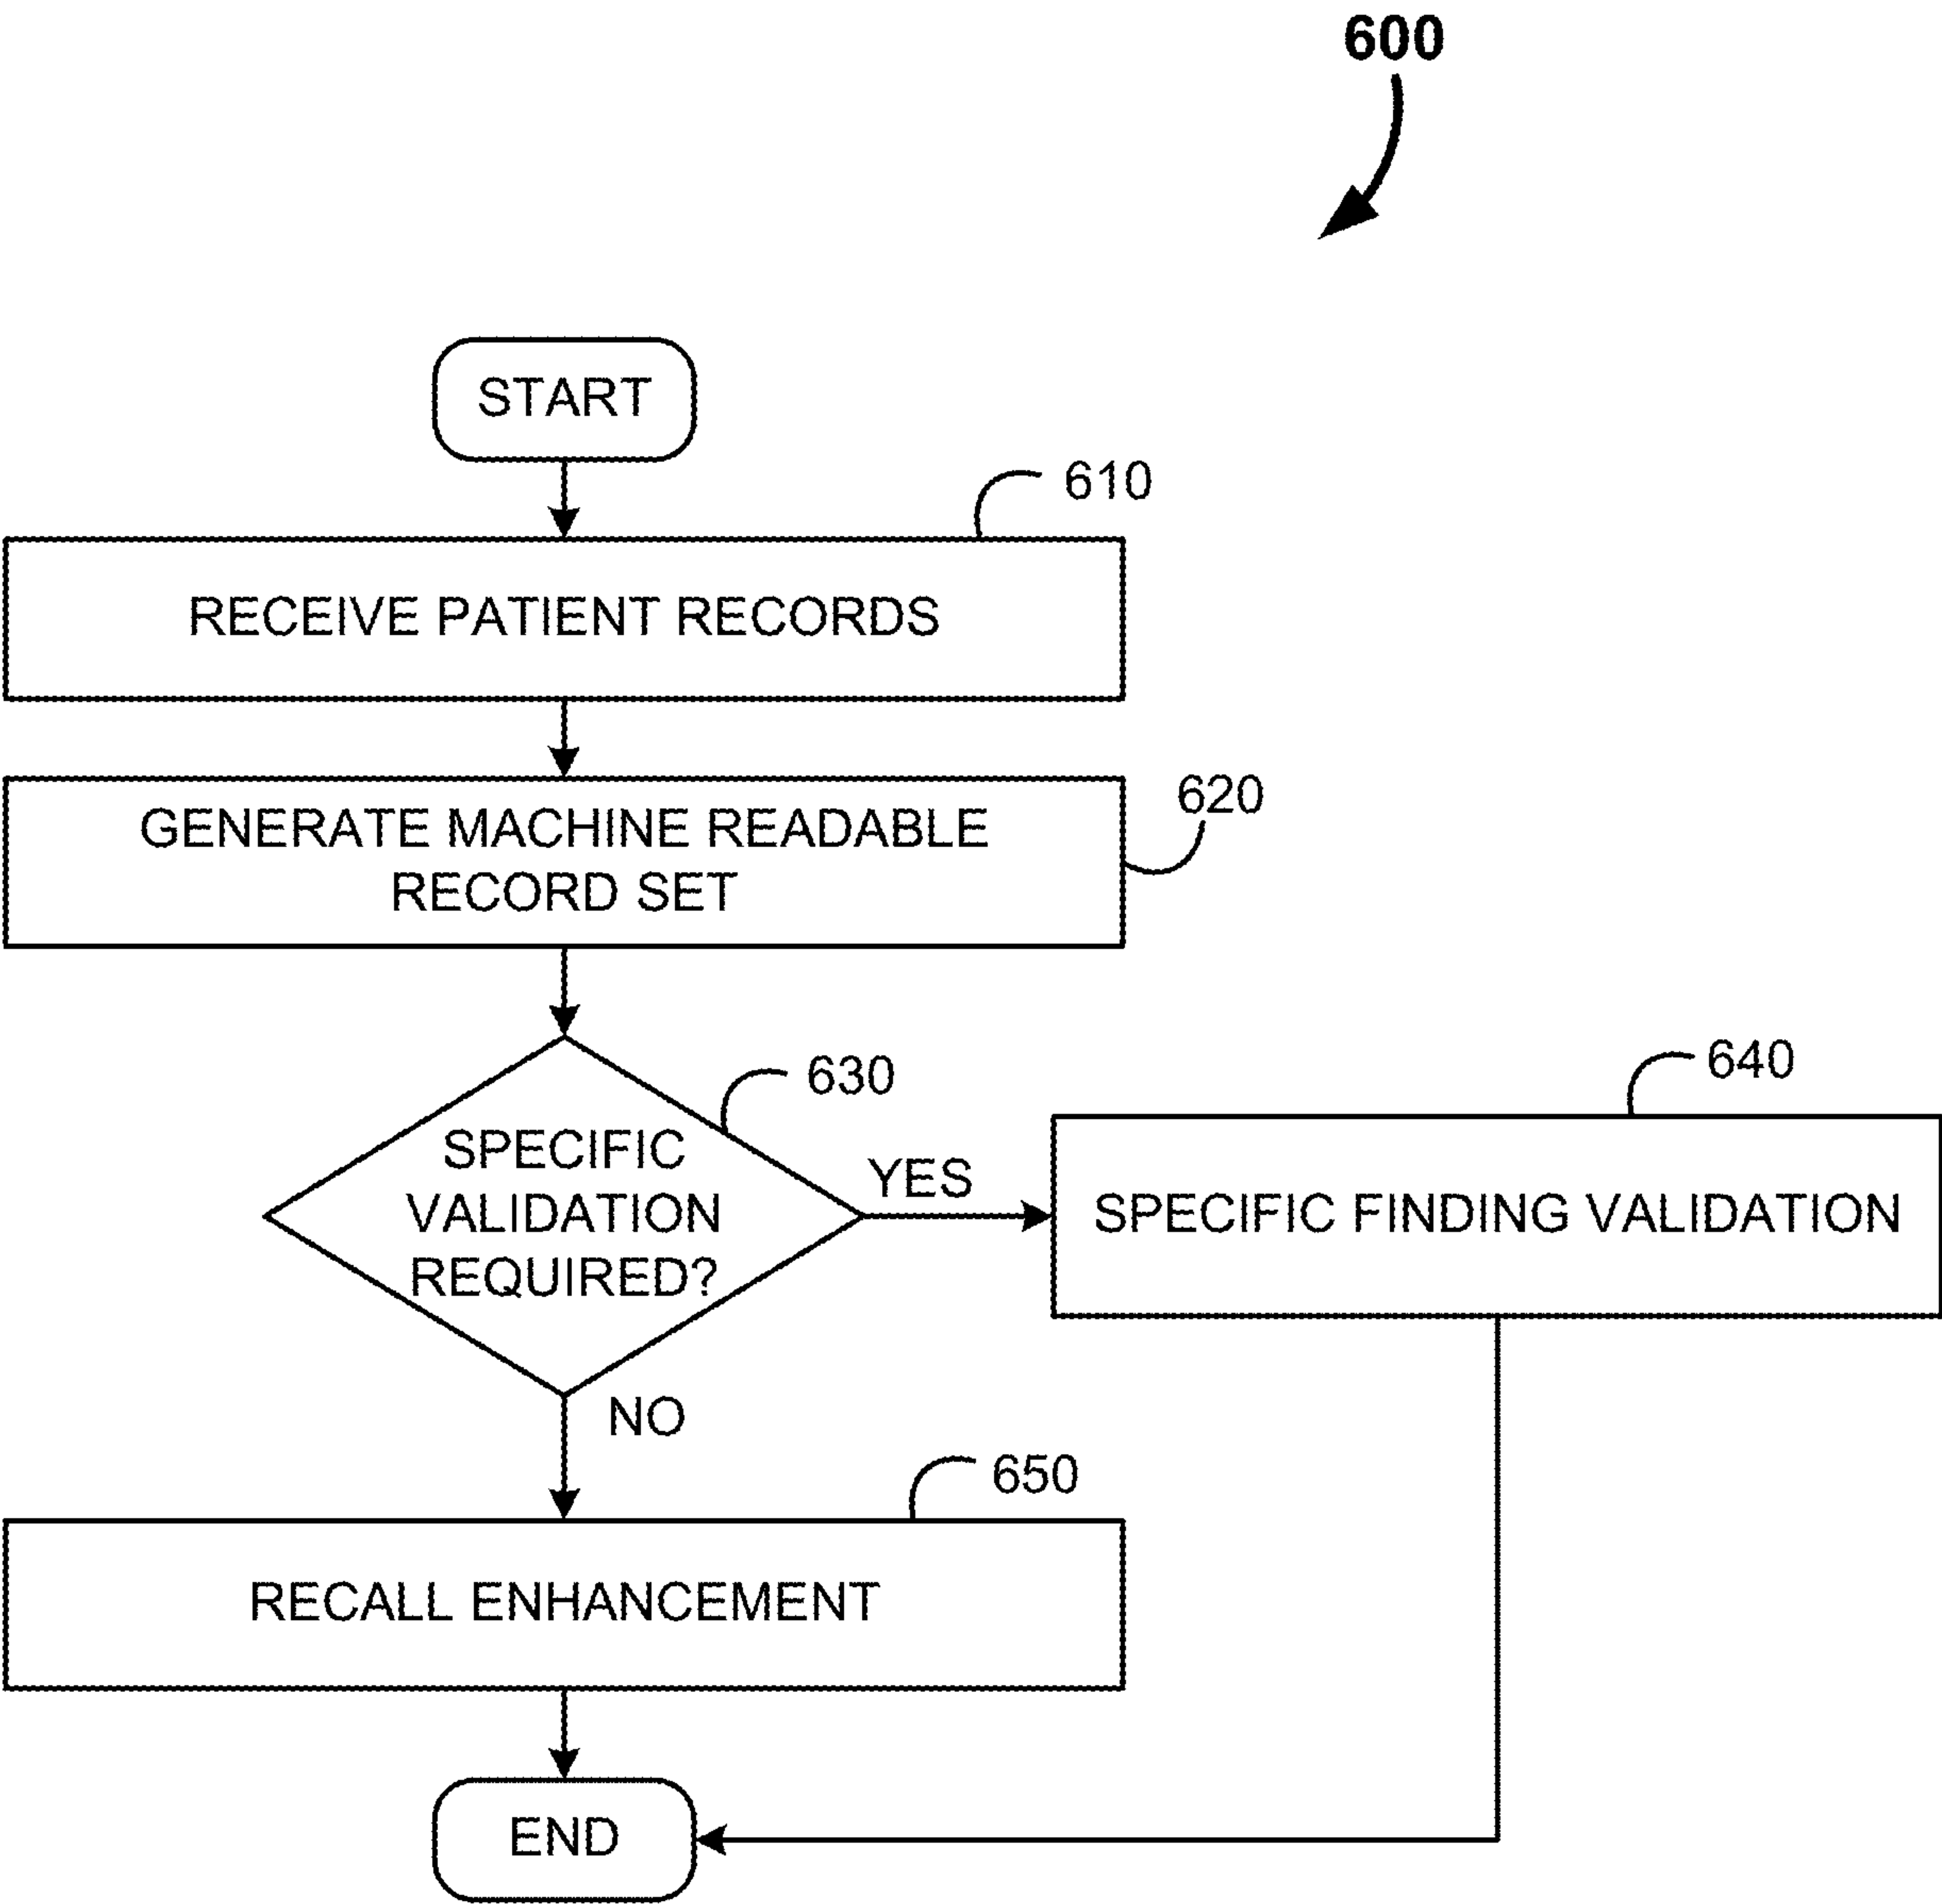 600
START
610
RECEIVE PATIENT RECORDS
620
GENERATE MACHINE READABLE
RECORD SET
630
SPECIFIC
VALIDATION
REQUIRED?
YES
640
SPECIFIC FINDING VALIDATION
NO
650
RECALL ENHANCEMENT
END